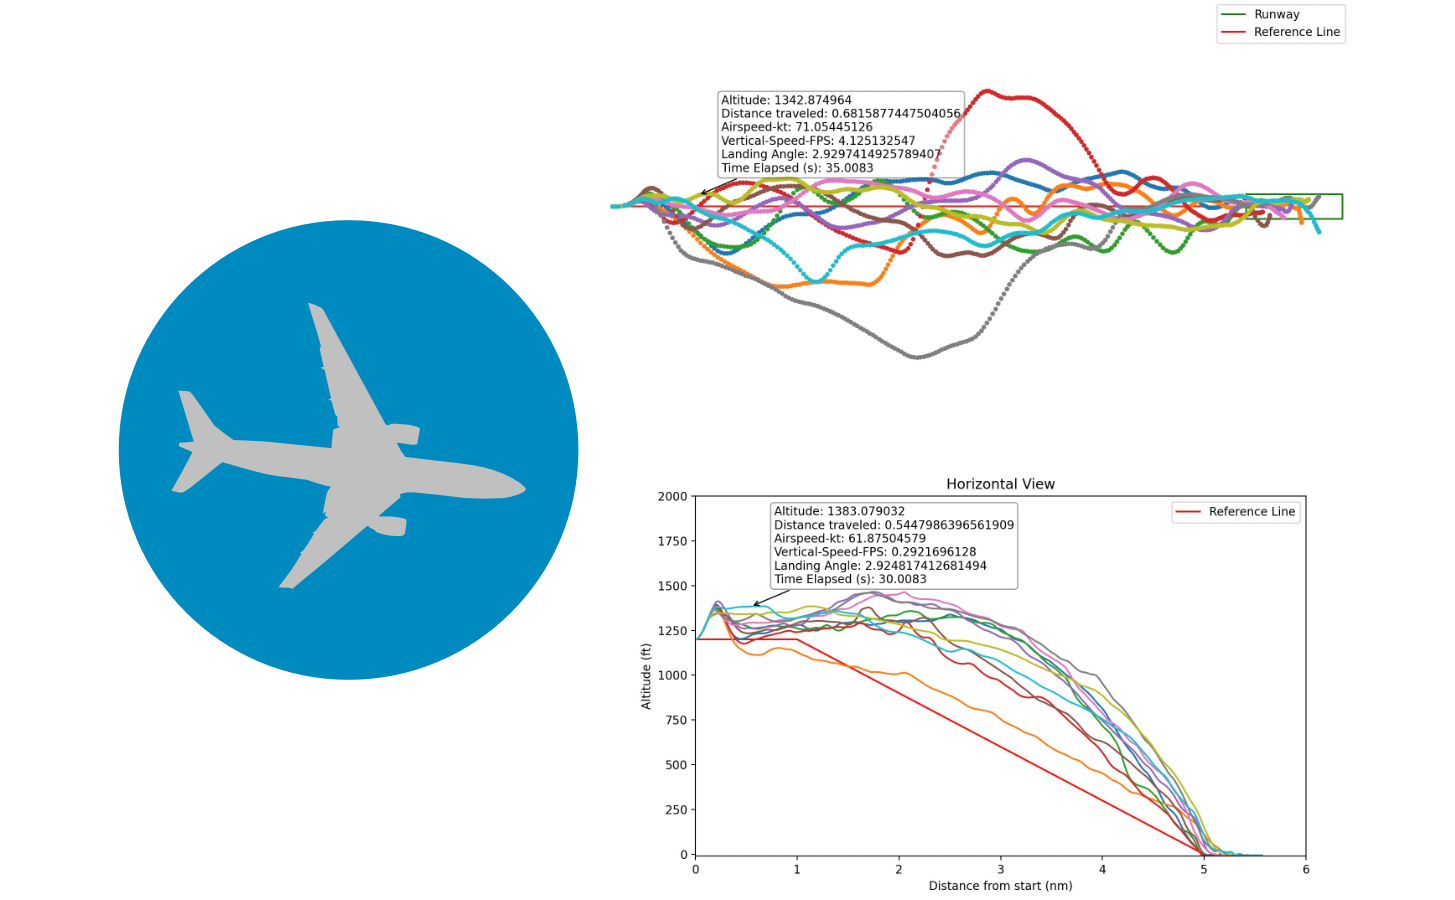 Runway
Reference Line
Altitude: 1342.874964
Distance traveled: 0.6815877447504056
Airspeed-kt: 71.05445126
Vertical-Speed-FPS: 4.125132547
Landing Angle: 2.9297414925789407
Time Elapsed (s): 35.0083
Horizontal View
Reference Line
Altitude: 1383.079032
Distance traveled: 0.5447986396561909
Airspeed-kt: 61.87504579
Vertical-Speed-FPS: 0.2921696128
Landing Angle: 2.924817412681494
Time Elapsed (s): 30.0083
2000
1750
1500
1250
1000
750
500
250
0
Altitude (ft)
0 1 2 3 4 5 6
Distance from start (nm)